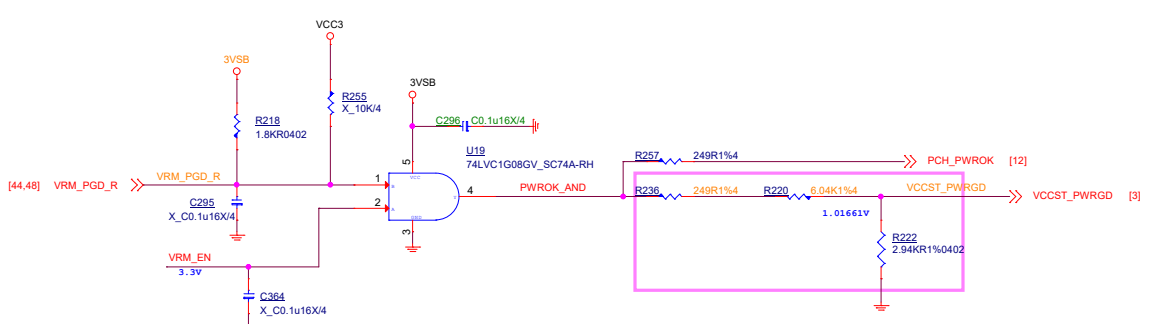 VCC3
3VSB
R218
1.8KR0402
R255
X_10K/4
3VSB
C296 C0.1u16X/4
U19
74LVC1G08GV_SC74A-RH
5
VCC
[44,48] VRM_PGD_R
VRM_PGD_R
1
B
2
A
4
PWROK_AND
GND
3
C295
X_C0.1u16X/4
VRM_EN
3.3V
C364
X_C0.1u16X/4
R257 249R1%4
PCH_PWROK [12]
R236 249R1%4
R220 6.04K1%4
VCCST_PWRGD
1.01661V
VCCST_PWRGD [3]
R222
2.94KR1%0402